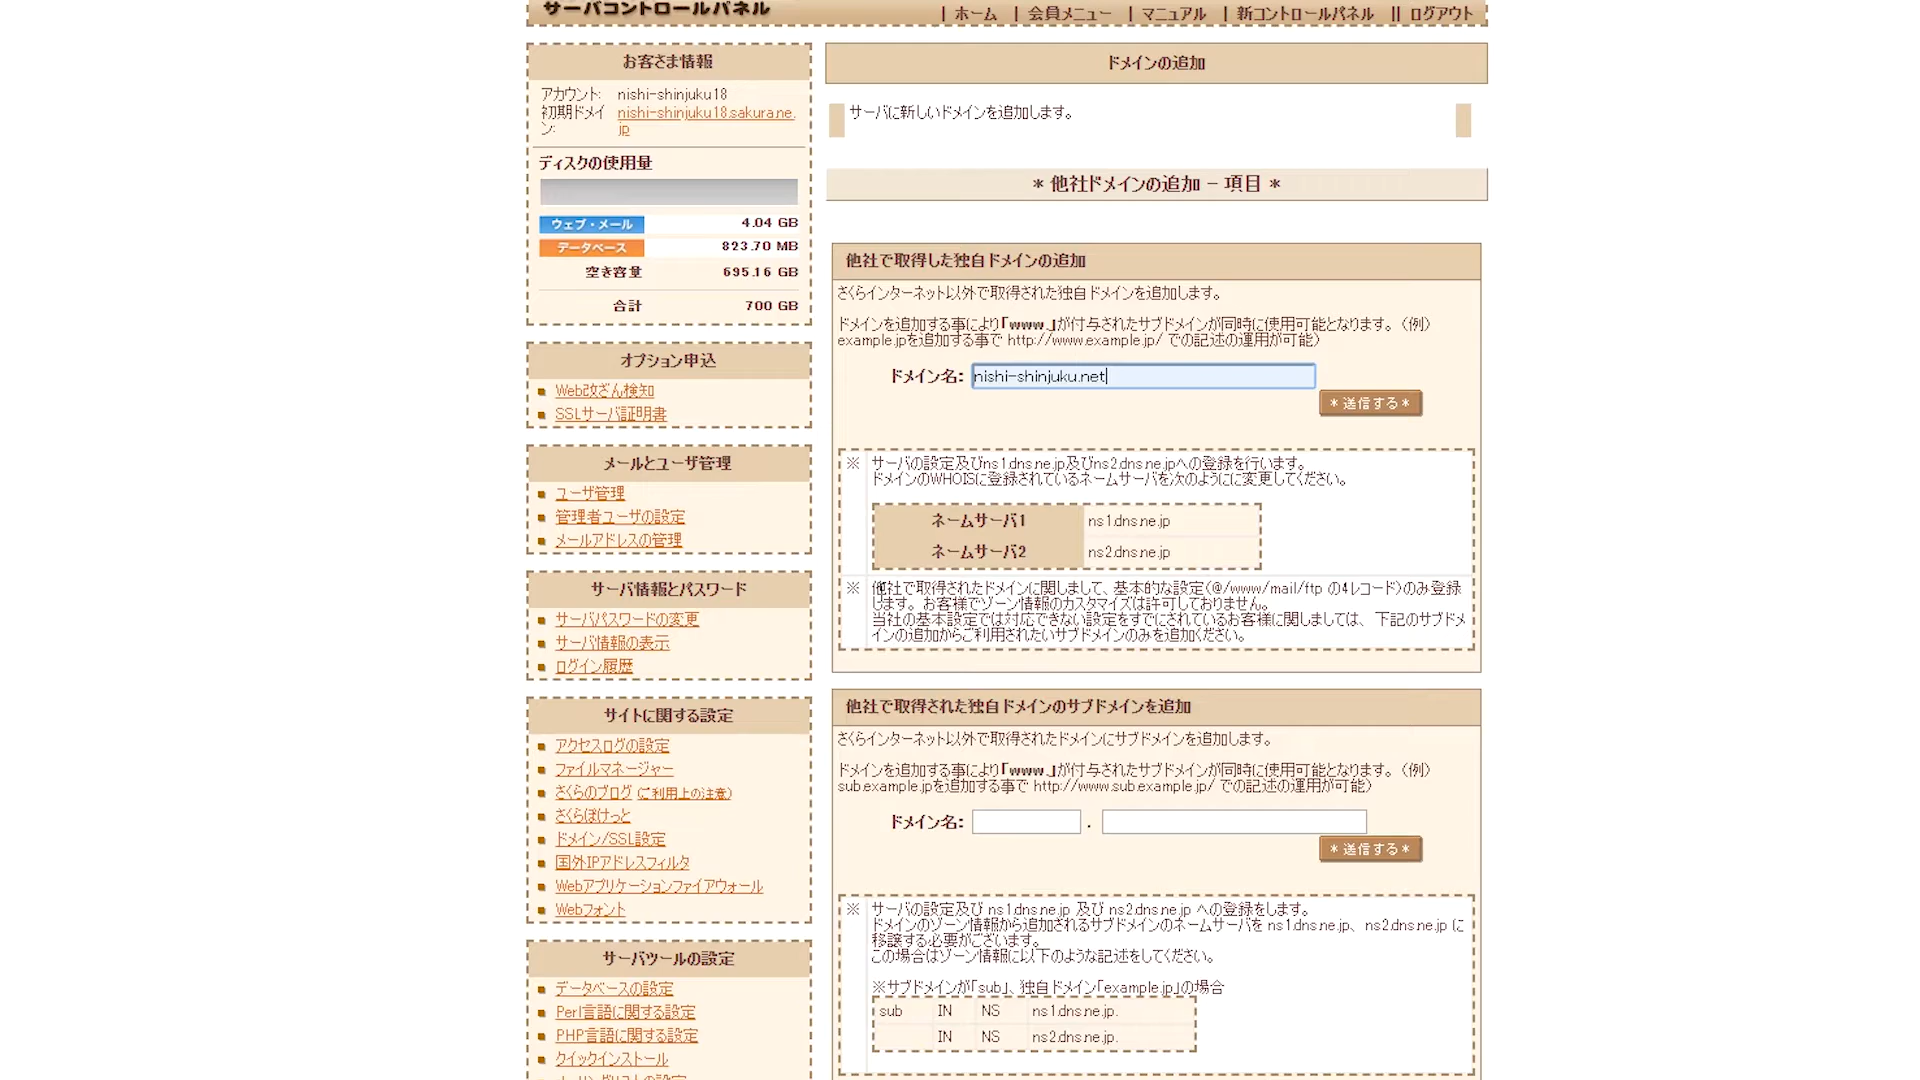 サーバコントロールパネル
| ホーム | 会員メニュー | マニュアル | 新コントロールパネル || ログアウト
お客さま情報
アカウント: nishi-shinjuku18
初期ドメイン: nishi-shinjuku18.sakura.ne.jp
ディスクの使用量
ウェブ・メール 4.04 GB
データベース 823.70 MB
空き容量 695.16 GB
合計 700 GB
オプション申込
Web改ざん検知
SSLサーバ証明書
メールとユーザ管理
ユーザ管理
管理者ユーザの設定
メールアドレスの管理
サーバ情報とパスワード
サーバパスワードの変更
サーバ情報の表示
ログイン履歴
サイトに関する設定
アクセスログの設定
ファイルマネージャー
さくらのブログ (ご利用上の注意)
さくらぽけっと
ドメイン/SSL設定
国外IPアドレスフィルタ
Webアプリケーションファイアウォール
Webフォント
サーバツールの設定
データベースの設定
Perl言語に関する設定
PHP言語に関する設定
クイックインストール
ドメインの追加
サーバに新しいドメインを追加します。
* 他社ドメインの追加 - 項目 *
他社で取得した独自ドメインの追加
さくらインターネット以外で取得された独自ドメインを追加します。
ドメインを追加する事により「www.」が付与されたサブドメインが同時に使用可能となります。(例)
example.jpを追加する事で http://www.example.jp/ での記述の運用が可能)
ドメイン名: nishi-shinjuku.net
* 送信する *
※ サーバの設定及びns1.dns.ne.jp及びns2.dns.ne.jpへの登録を行います。
ドメインのWHOISに登録されているネームサーバを次のようにに変更してください。
ネームサーバ1 ns1.dns.ne.jp
ネームサーバ2 ns2.dns.ne.jp
※ 他社で取得されたドメインに関しまして、基本的な設定(@/www/mail/ftp の4レコード)のみ登録
します。お客様でゾーン情報のカスタマイズは許可しておりません。
当社の基本設定では対応できない設定をすでにされているお客様に関しましては、下記のサブドメ
インの追加からご利用されたいサブドメインのみを追加ください。
他社で取得された独自ドメインのサブドメインを追加
さくらインターネット以外で取得されたドメインにサブドメインを追加します。
ドメインを追加する事により「www.」が付与されたサブドメインが同時に使用可能となります。(例)
sub.example.jpを追加する事で http://www.sub.example.jp/ での記述の運用が可能)
ドメイン名: .
* 送信する *
※ サーバの設定及び ns1.dns.ne.jp 及び ns2.dns.ne.jp への登録をします。
ドメインのゾーン情報から追加されるサブドメインのネームサーバを ns1.dns.ne.jp、ns2.dns.ne.jp に
移譲する必要がございます。
この場合はゾーン情報に以下のような記述をしてください。
※サブドメインが「sub」、独自ドメイン「example.jp」の場合
sub IN NS ns1.dns.ne.jp.
IN NS ns2.dns.ne.jp.